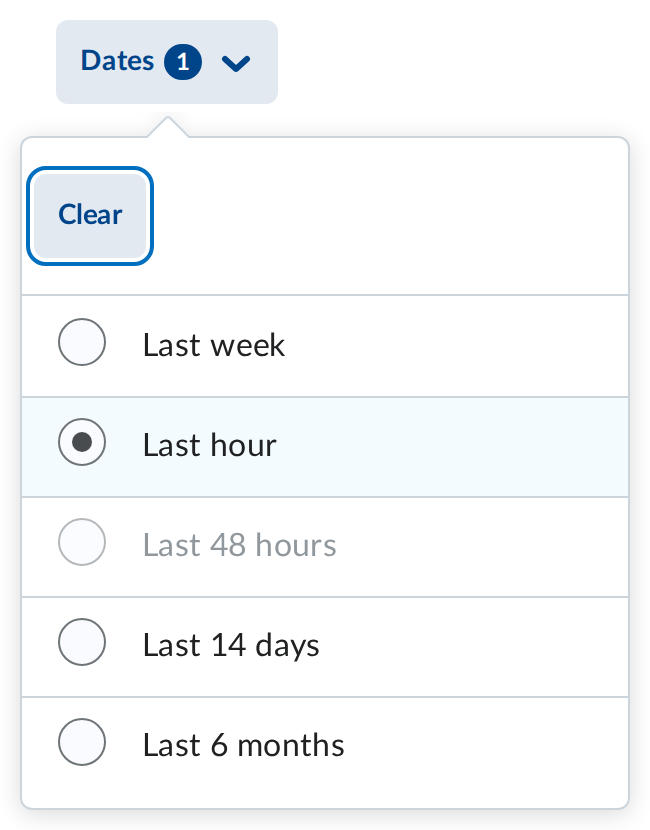 Dates 1
Clear
Last week
Last hour
Last 48 hours
Last 14 days
Last 6 months